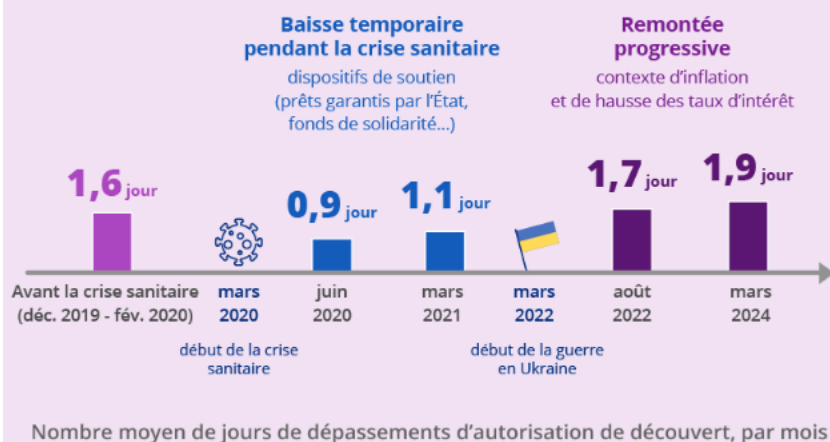 Baisse temporaire
pendant la crise sanitaire
dispositifs de soutien
(prêts garantis par l'État,
fonds de solidarité...)
Remontée
progressive
contexte d'inflation
et de hausse des taux d'intérêt
1,6 jour
0,9 jour
1,1 jour
1,7 jour
1,9 jour
Avant la crise sanitaire
(déc. 2019 - fév. 2020)
mars
2020
début de la crise
sanitaire
juin
2020
mars
2021
mars
2022
début de la guerre
en Ukraine
août
2022
mars
2024
Nombre moyen de jours de dépassements d'autorisation de découvert, par mois